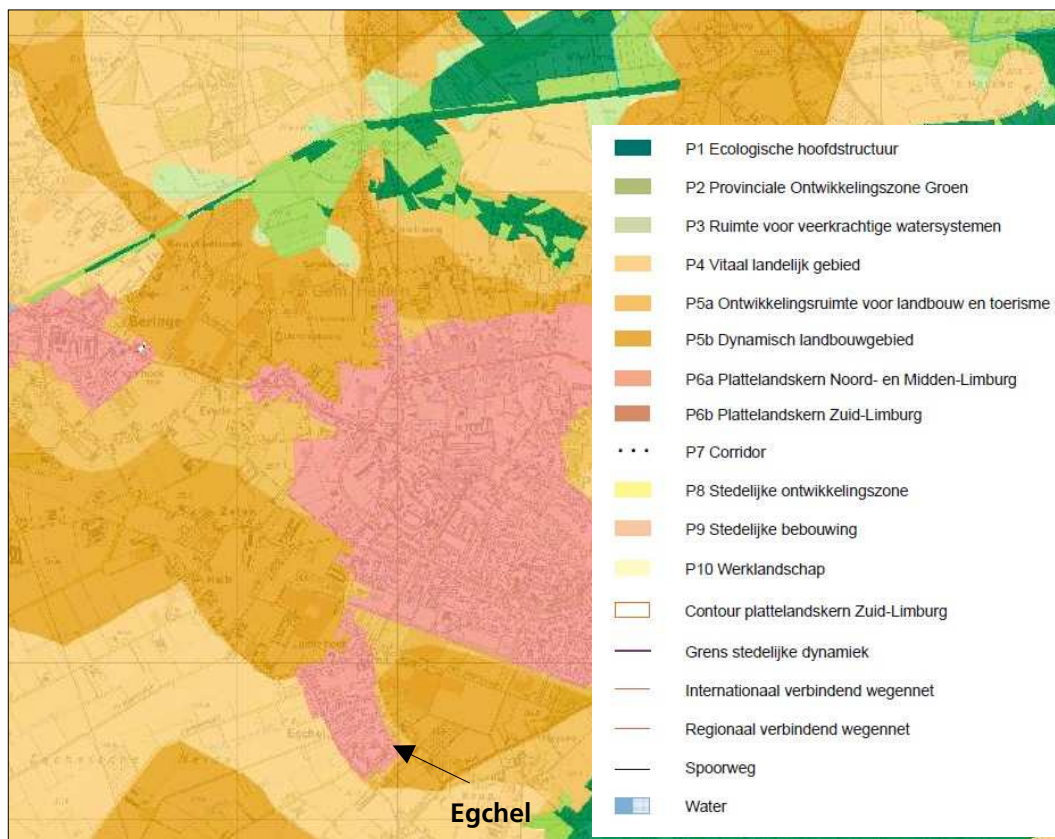 P1 Ecologische hoofdstructuur
P2 Provinciale Ontwikkelingszone Groen
P3 Ruimte voor veerkrachtige watersystemen
P4 Vitaal landelijk gebied
P5a Ontwikkelingsruimte voor landbouw en toerisme
P5b Dynamisch landbouwgebied
P6a Plattelandskern Noord- en Midden-Limburg
P6b Plattelandskern Zuid-Limburg
P7 Corridor
P8 Stedelijke ontwikkelingszone
P9 Stedelijke bebouwing
P10 Werklandschap
Contour plattelandskern Zuid-Limburg
Grens stedelijke dynamiek
Internationaal verbindend wegennet
Regionaal verbindend wegennet
Spoorweg
Water
Beringe
Egchel
Egchel